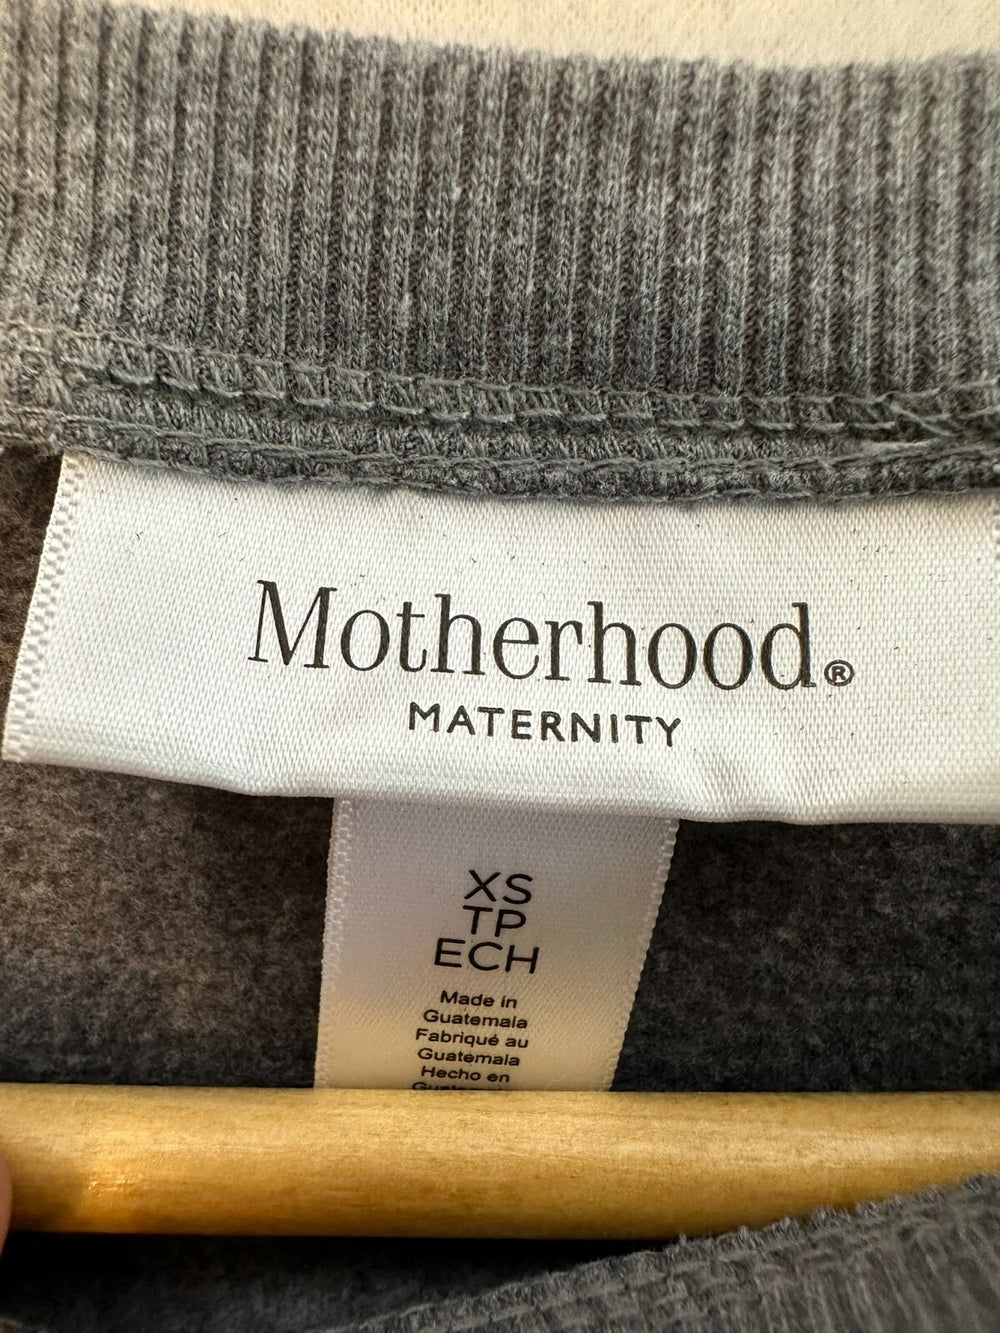 Motherhood®
MATERNITY
XS
TP
ECH
Made in
Guatemala
Fabriqué au
Guatemala
Hecho en